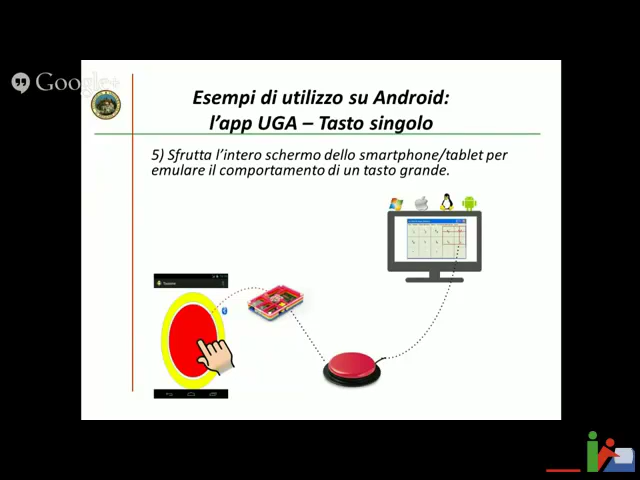 Google+
Esempi di utilizzo su Android:
l'app UGA – Tasto singolo
5) Sfrutta l'intero schermo dello smartphone/tablet per
emulare il comportamento di un tasto grande.